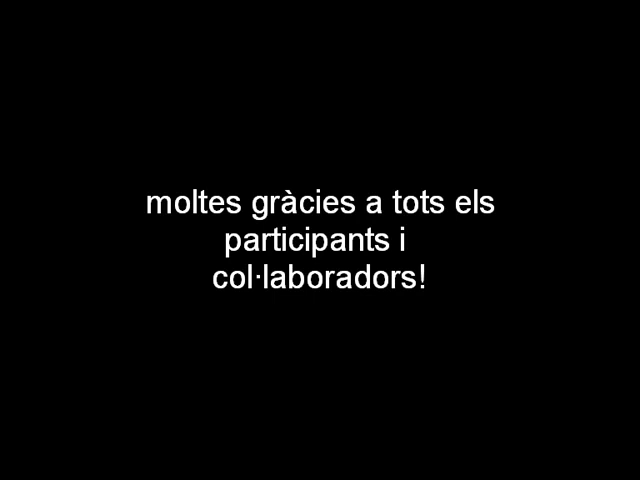 moltes gràcies a tots els
participants i
col·laboradors!